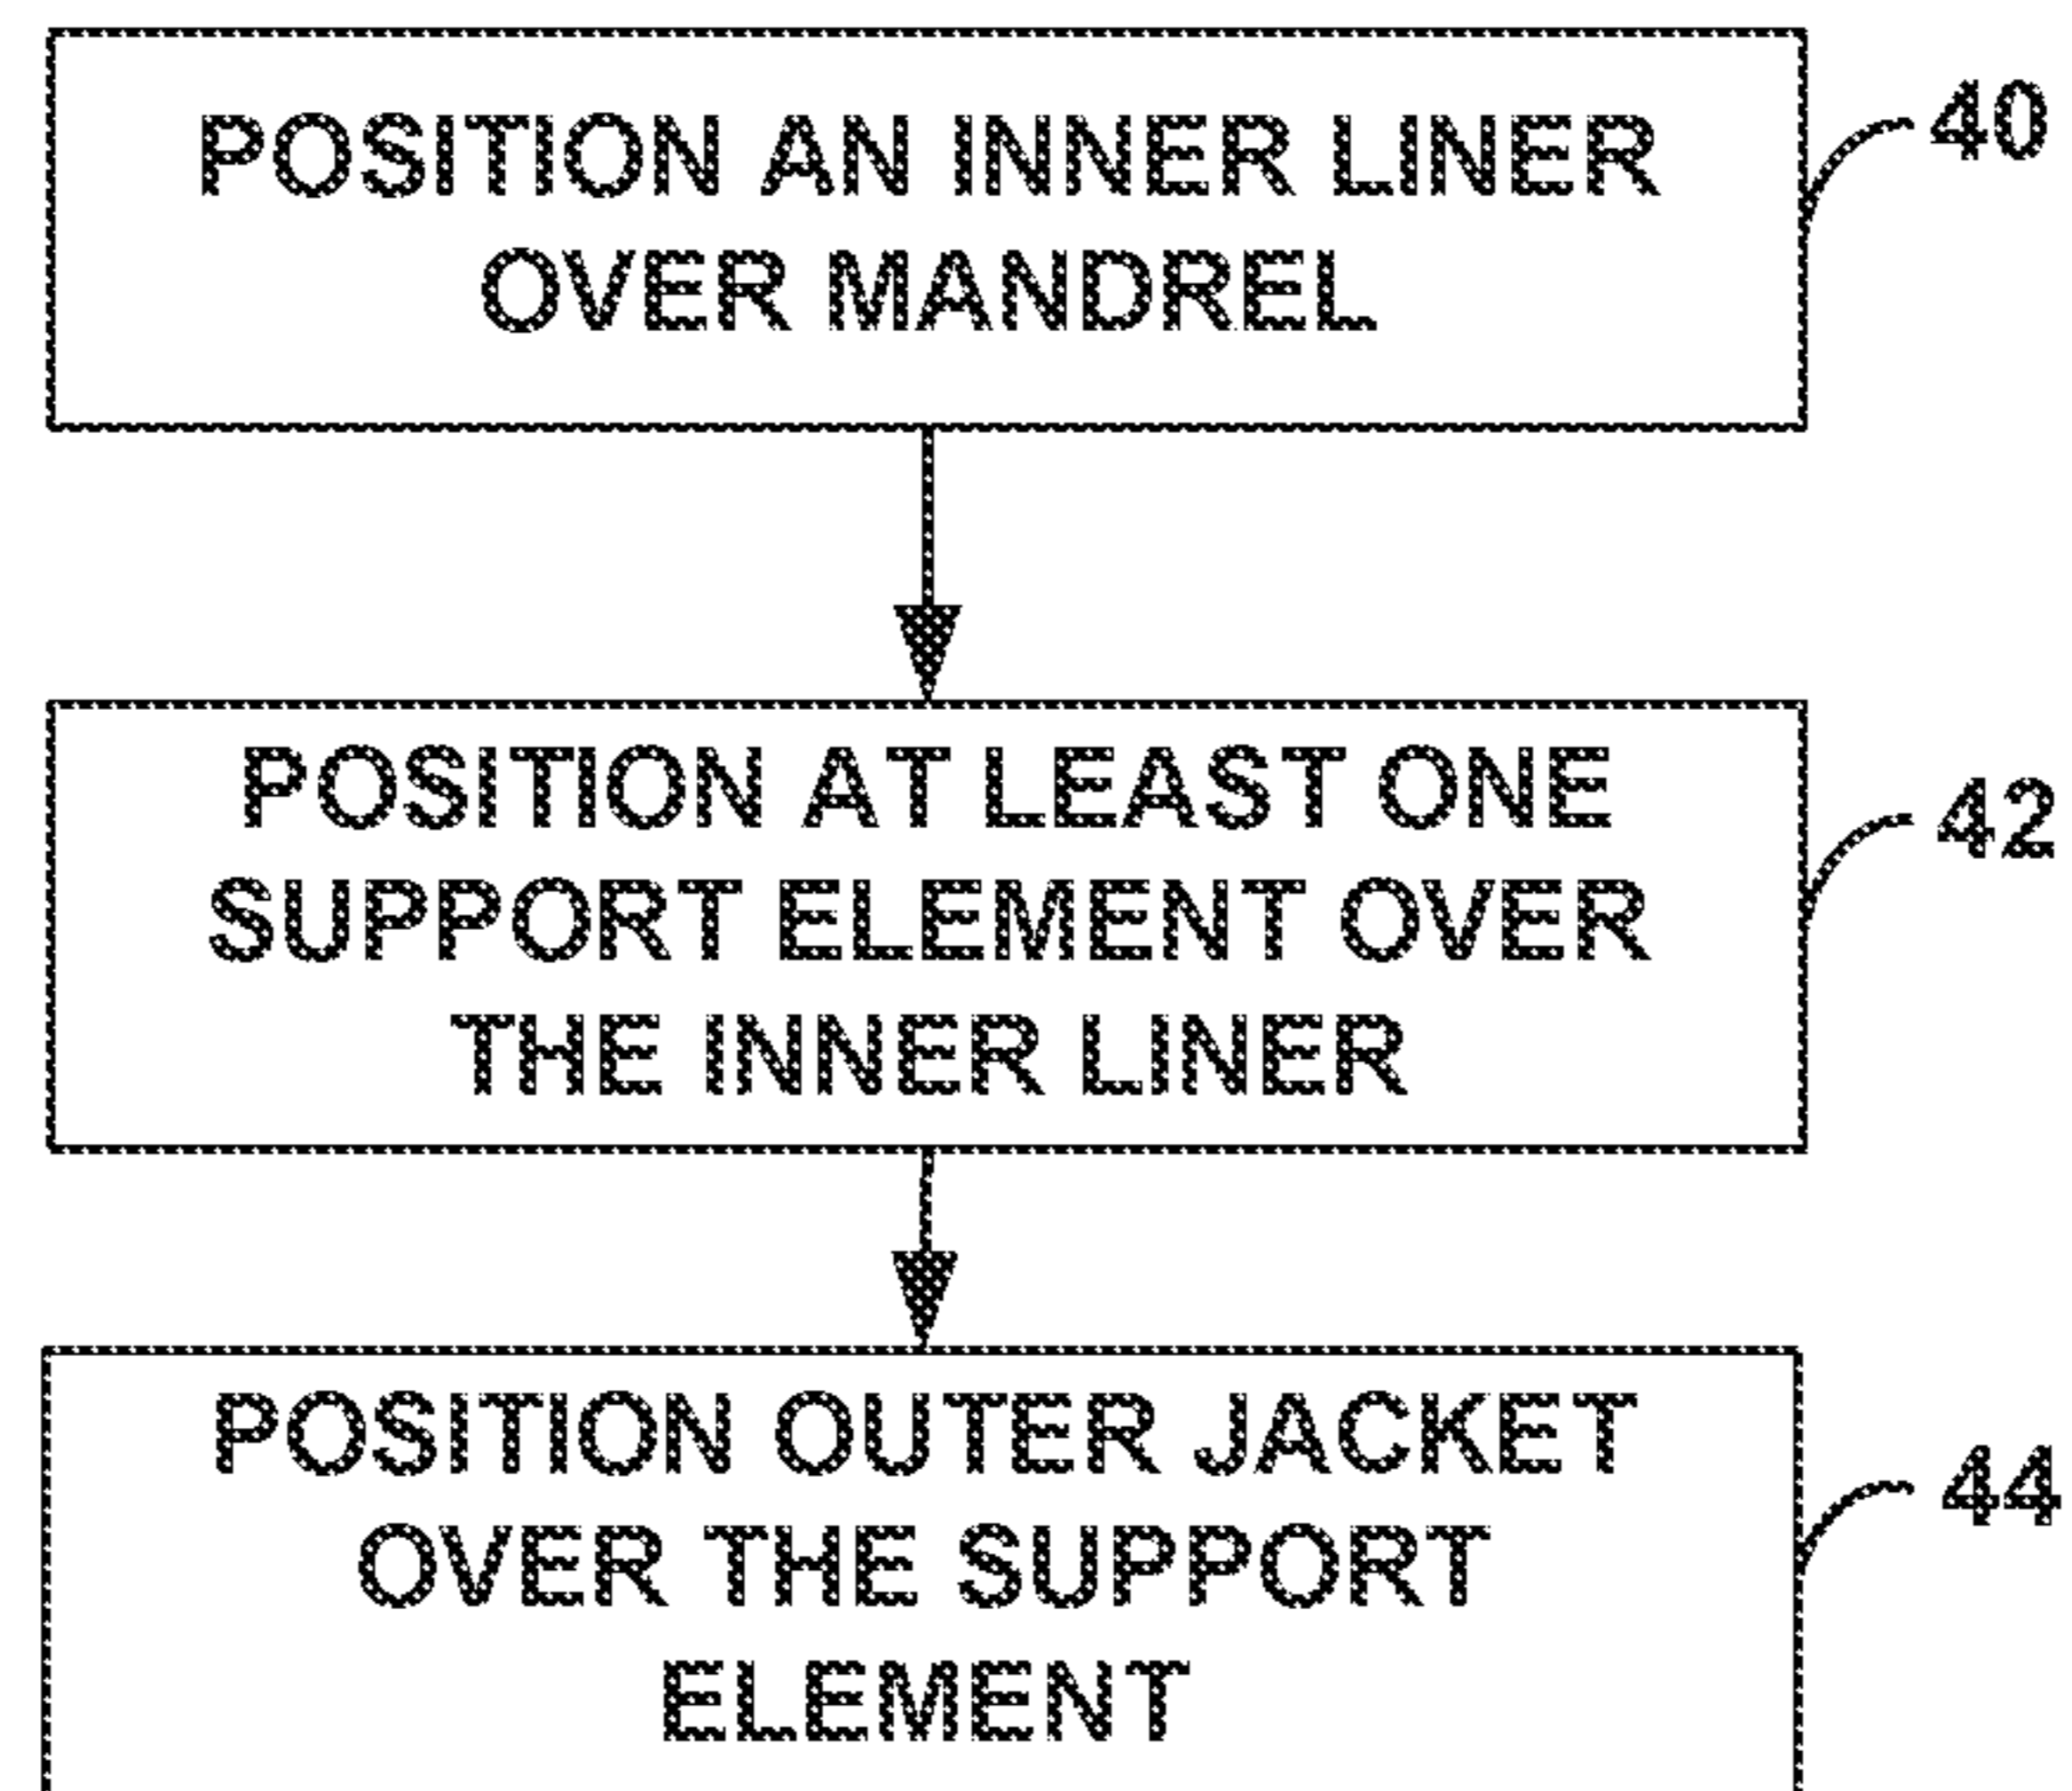 POSITION AN INNER LINER
OVER MANDREL
40
POSITION AT LEAST ONE
SUPPORT ELEMENT OVER
THE INNER LINER
42
POSITION OUTER JACKET
OVER THE SUPPORT
ELEMENT
44